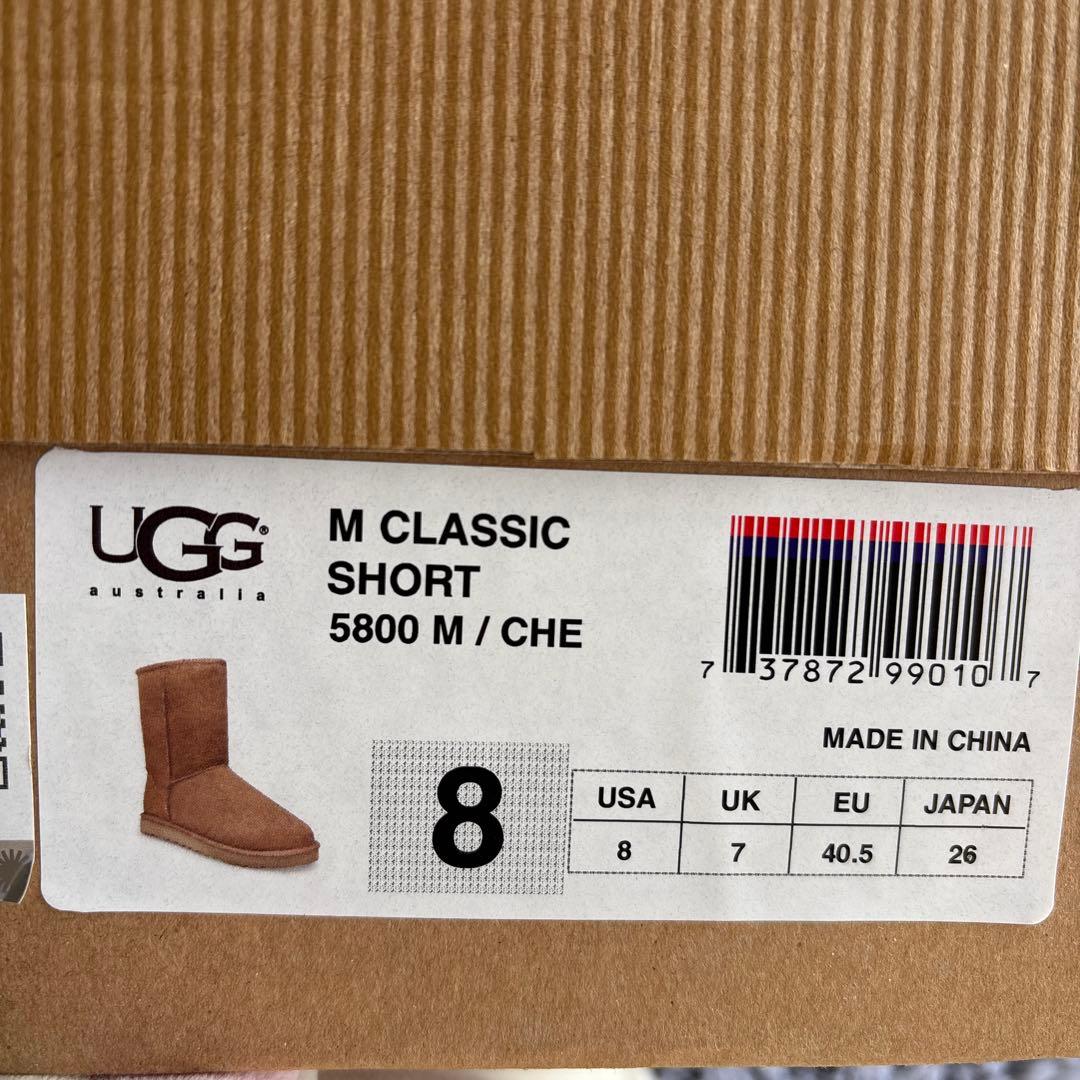 UGG®
australia
M CLASSIC
SHORT
5800 M / CHE
7 37872 99010 7
MADE IN CHINA
8
USA UK EU JAPAN
8 7 40.5 26